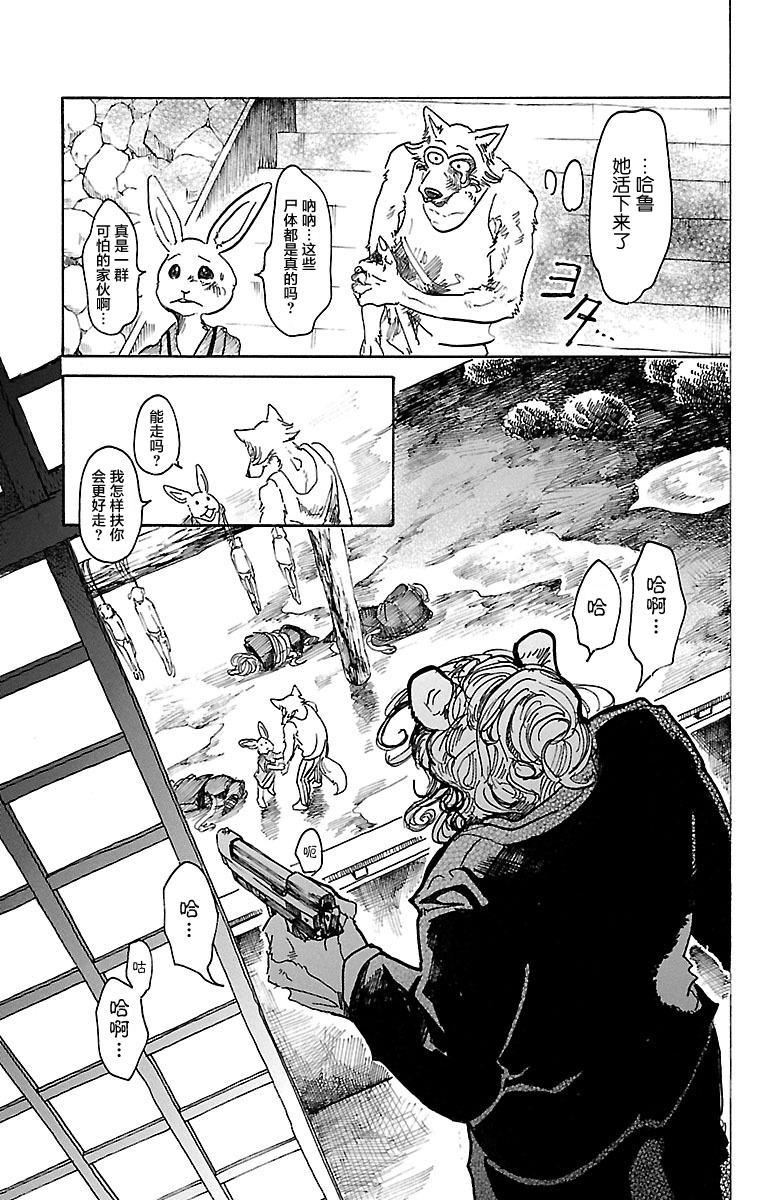 …哈鲁
她活下来了
ヨタ…
呐呐…这些
尸体都是真的吗？
真是一群
可怕的家伙啊…
能走吗？
我怎样扶你
会更好走？
哈啊…
哈
呃
哈…
咕
哈啊…